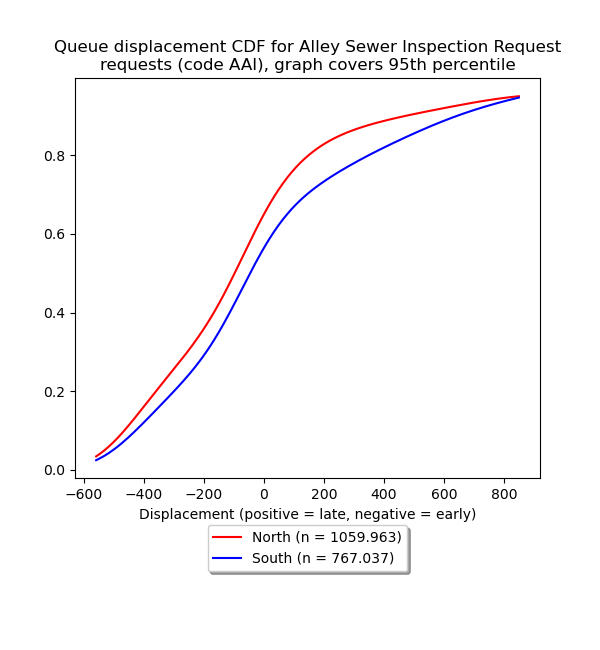 Queue displacement CDF for Alley Sewer Inspection Request
requests (code AAI), graph covers 95th percentile
0.8
0.6
0.4
0.2
0.0
−600 −400 −200 0 200 400 600 800
Displacement (positive = late, negative = early)
North (n = 1059.963)
South (n = 767.037)